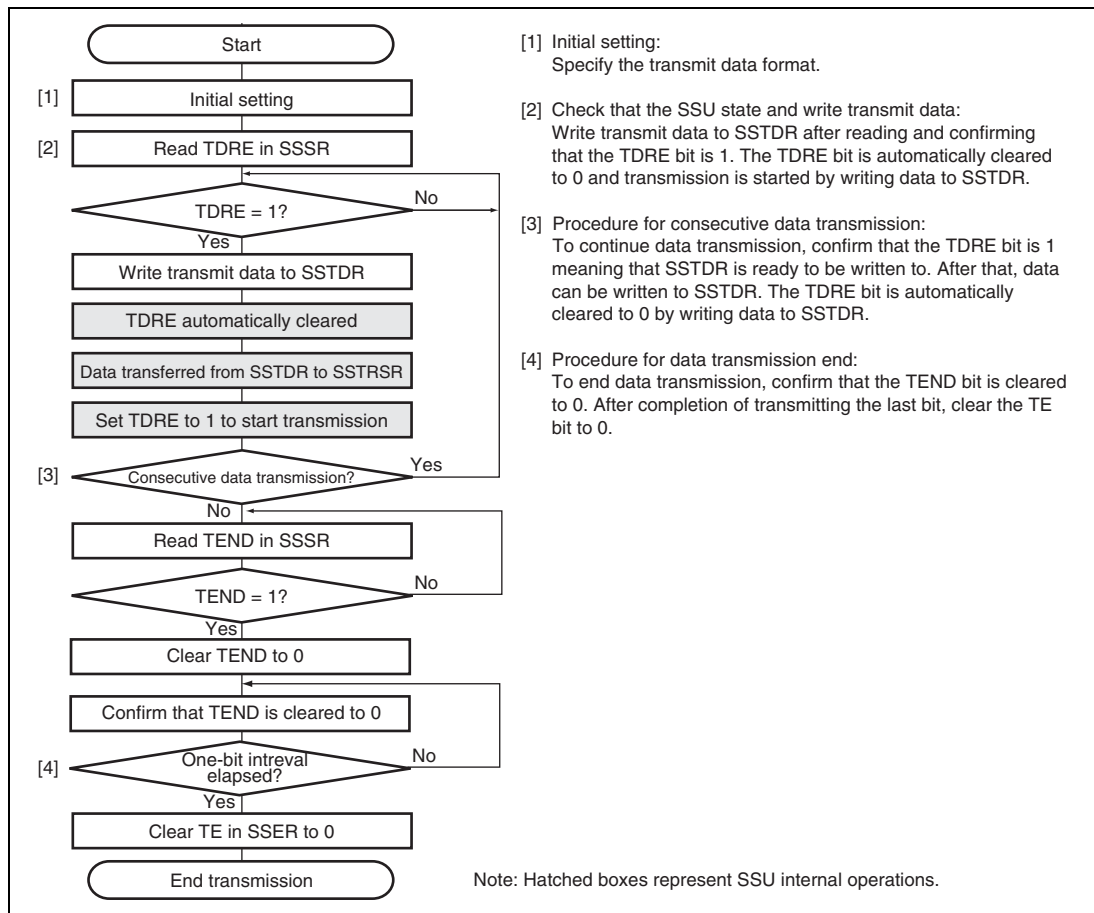 Start
[1] Initial setting
[2] Read TDRE in SSSR
TDRE = 1?
No
Yes
Write transmit data to SSTDR
TDRE automatically cleared
Data transferred from SSTDR to SSTRSR
Set TDRE to 1 to start transmission
[3] Consecutive data transmission?
Yes
No
Read TEND in SSSR
TEND = 1?
No
Yes
Clear TEND to 0
Confirm that TEND is cleared to 0
[4] One-bit intreval
elapsed?
No
Yes
Clear TE in SSER to 0
End transmission
[1] Initial setting:
Specify the transmit data format.
[2] Check that the SSU state and write transmit data:
Write transmit data to SSTDR after reading and confirming
that the TDRE bit is 1. The TDRE bit is automatically cleared
to 0 and transmission is started by writing data to SSTDR.
[3] Procedure for consecutive data transmission:
To continue data transmission, confirm that the TDRE bit is 1
meaning that SSTDR is ready to be written to. After that, data
can be written to SSTDR. The TDRE bit is automatically
cleared to 0 by writing data to SSTDR.
[4] Procedure for data transmission end:
To end data transmission, confirm that the TEND bit is cleared
to 0. After completion of transmitting the last bit, clear the TE
bit to 0.
Note: Hatched boxes represent SSU internal operations.